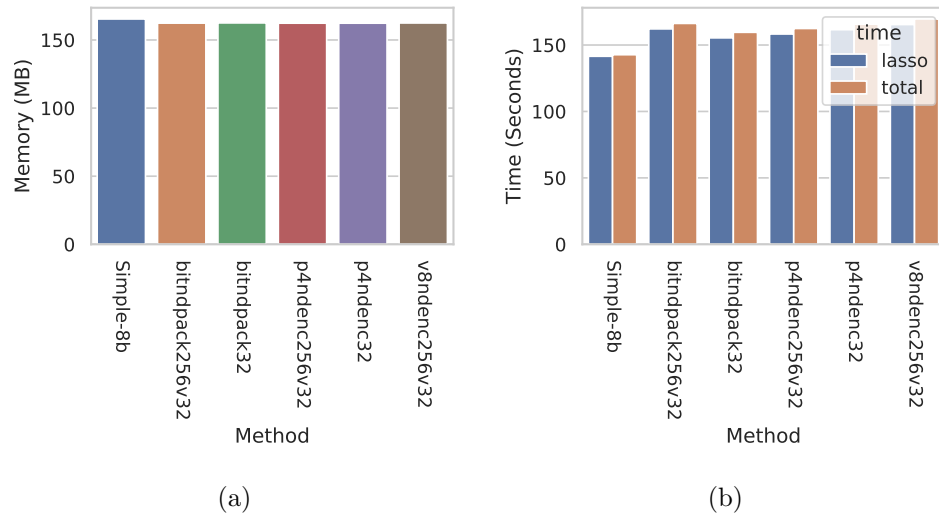 Memory (MB)
150
100
50
0
Simple-8b
bitndpack256v32
bitndpack32
p4ndenc256v32
p4ndenc32
v8ndenc256v32
Method
(a)
Time (Seconds)
150
100
50
0
time
lasso
total
Simple-8b
bitndpack256v32
bitndpack32
p4ndenc256v32
p4ndenc32
v8ndenc256v32
Method
(b)